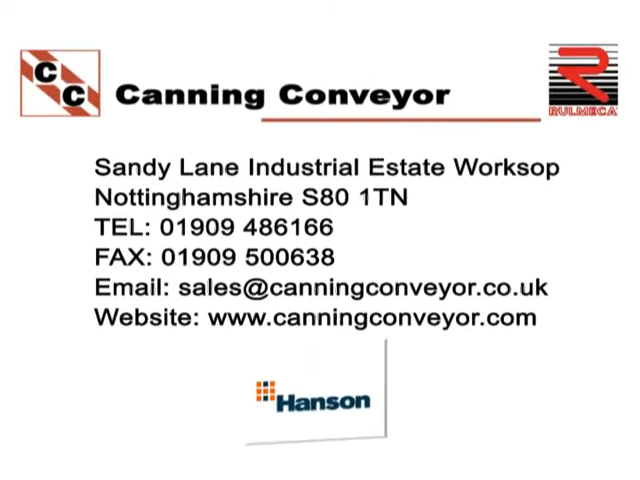 C C
Canning Conveyor
RULMECA
Sandy Lane Industrial Estate Worksop
Nottinghamshire S80 1TN
TEL: 01909 486166
FAX: 01909 500638
Email: sales@canningconveyor.co.uk
Website: www.canningconveyor.com
Hanson